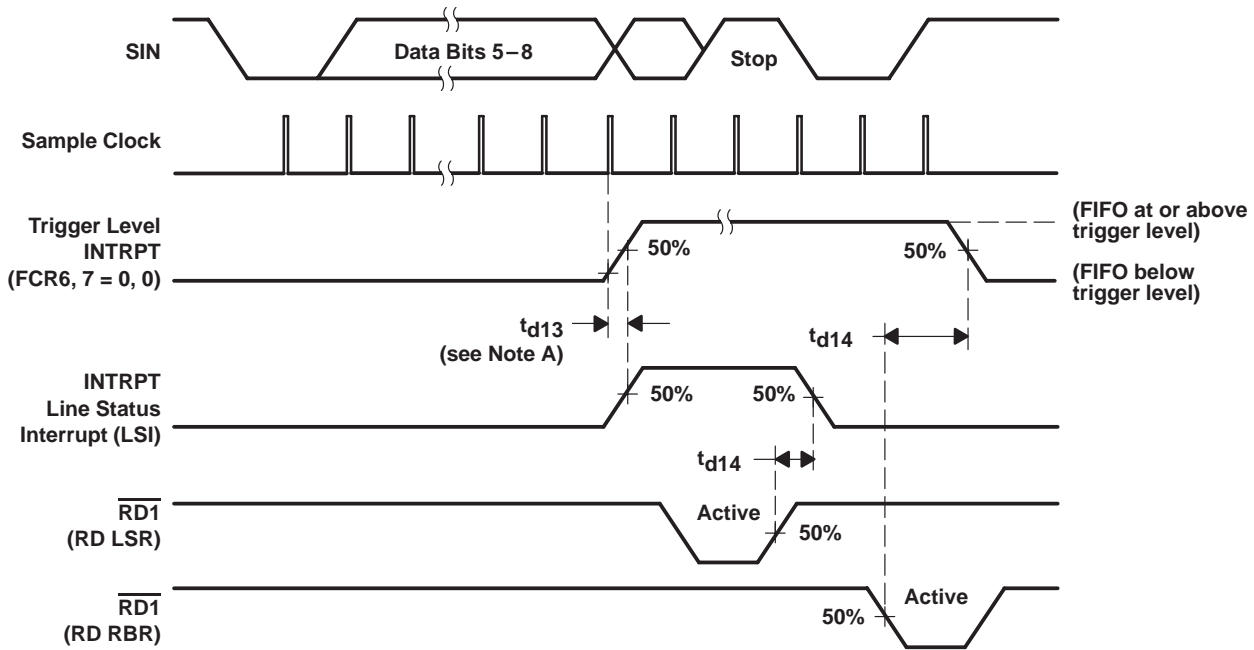 SIN
Data Bits 5–8
Stop
Sample Clock
Trigger Level
INTRPT
(FCR6, 7 = 0, 0)
50%
50%
(FIFO at or above
trigger level)
(FIFO below
trigger level)
td13
(see Note A)
td14
INTRPT
Line Status
Interrupt (LSI)
50%
50%
td14
RD1
(RD LSR)
Active
50%
RD1
(RD RBR)
50%
Active